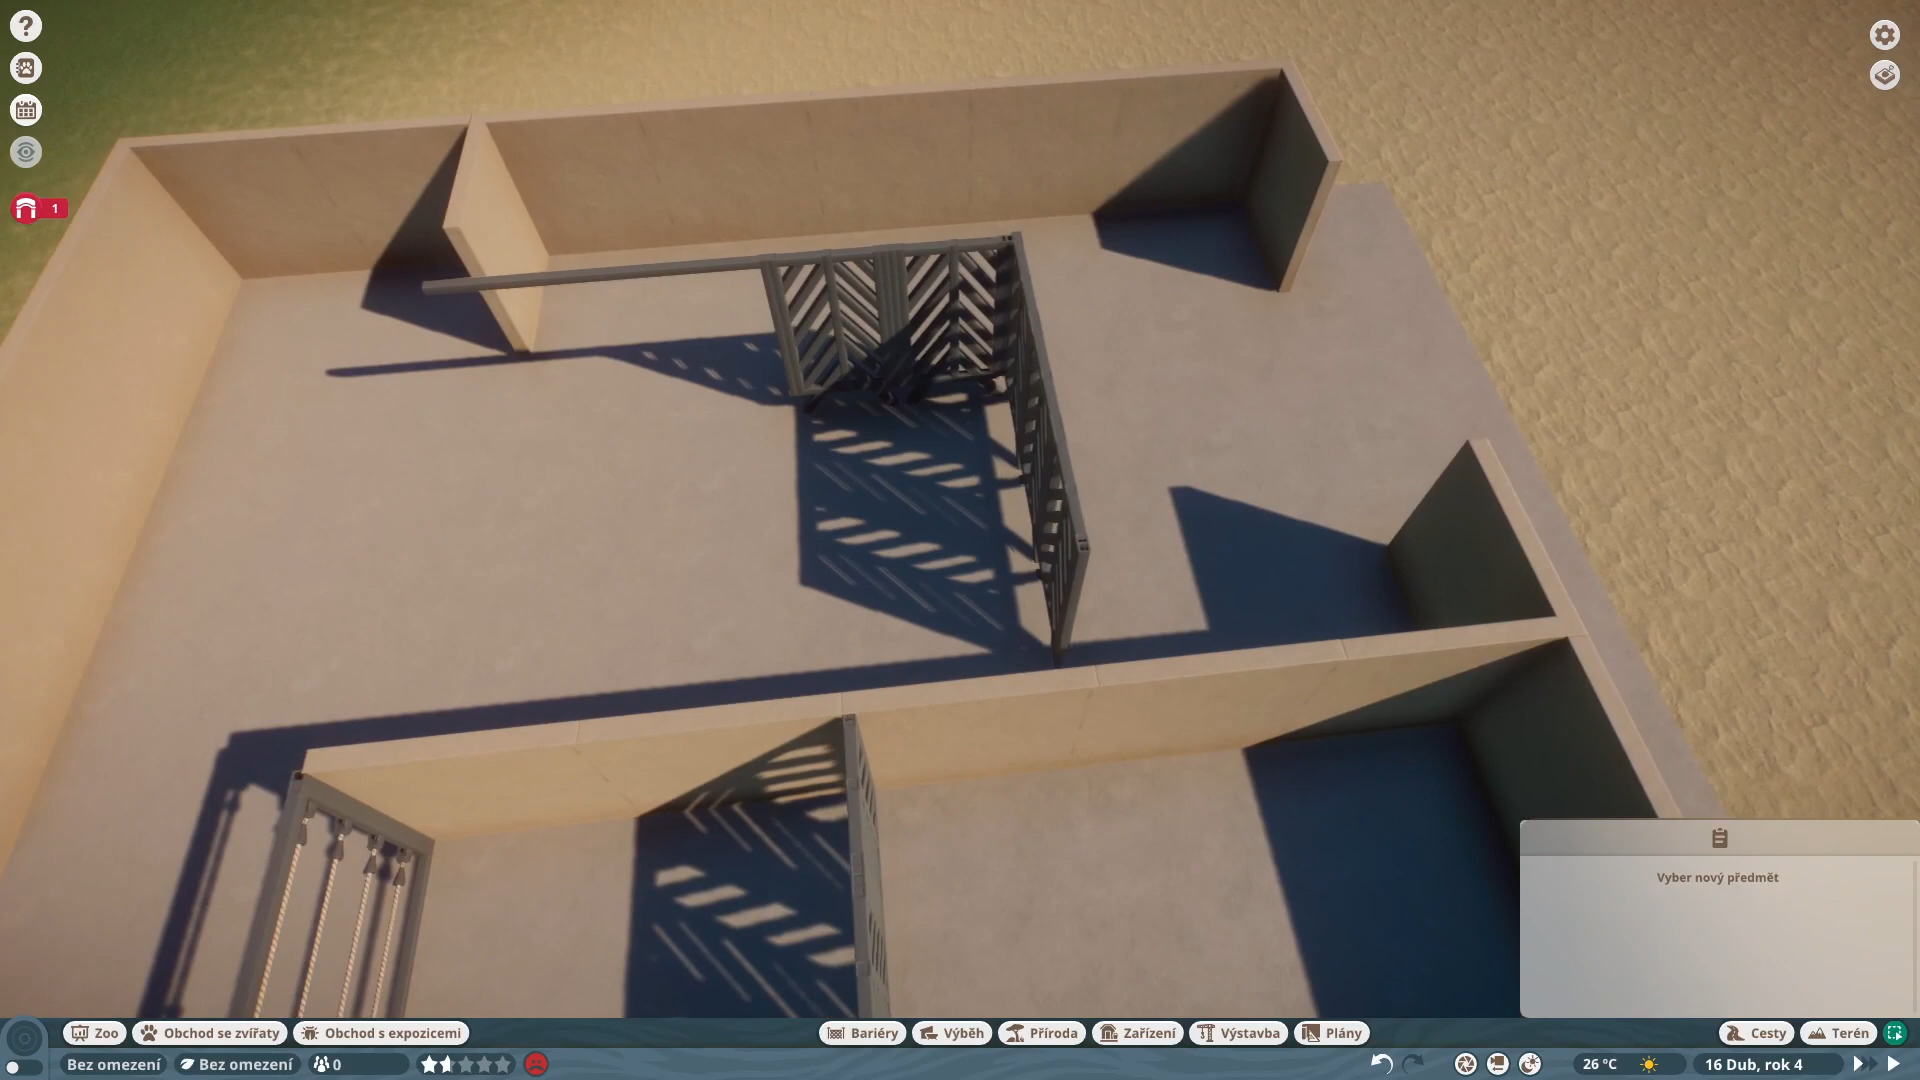 ?
1
Vyber nový předmět
Zoo
Obchod se zvířaty
Obchod s expozicemi
Bariéry
Výběh
Příroda
Zařízení
Výstavba
Plány
Cesty
Terén
Bez omezení
Bez omezení
0
26 °C
16 Dub, rok 4